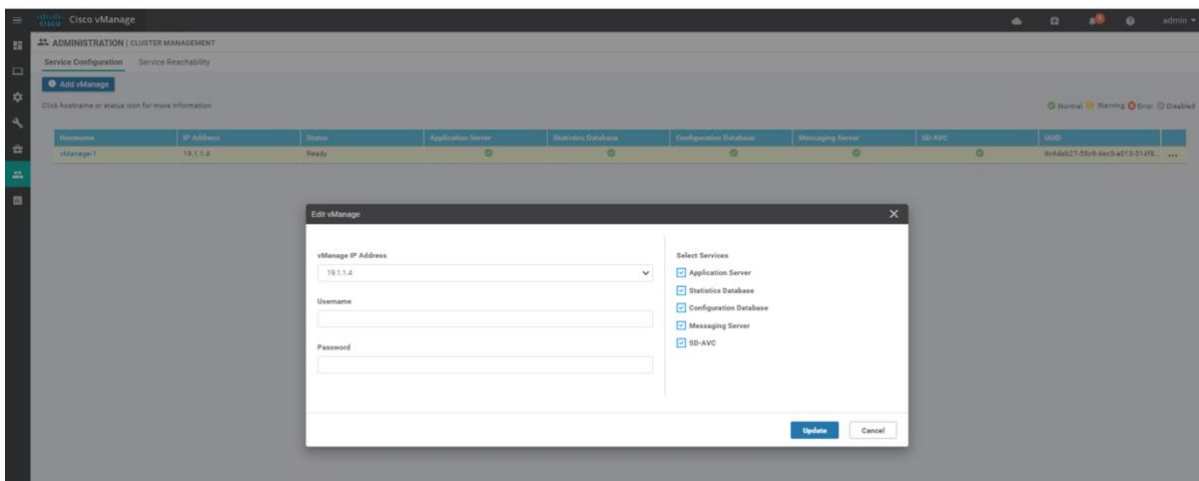 CISCO Cisco vManage
admin
ADMINISTRATION | CLUSTER MANAGEMENT
Service Configuration Service Reachability
Add vManage
Click hostname or status icon for more information
Normal Warning Error Disabled
Hostname IP Address Status Application Server Statistics Database Configuration Database Messaging Server SD-AVC UUID
vManage-1 19.1.1.4 Ready
Edit vManage
vManage IP Address
19.1.1.4
Username
Password
Select Services
Application Server
Statistics Database
Configuration Database
Messaging Server
SD-AVC
Update Cancel